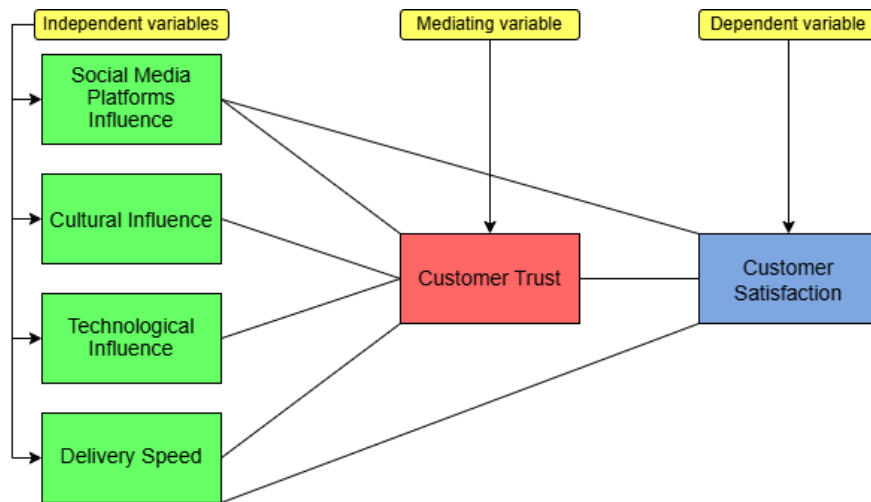 Independent variables
Mediating variable
Dependent variable
Social Media
Platforms
Influence
Cultural Influence
Customer Trust
Customer
Satisfaction
Technological
Influence
Delivery Speed